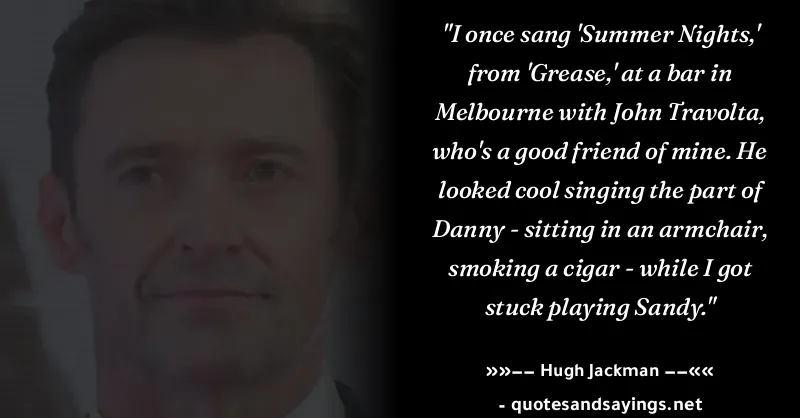 "I once sang 'Summer Nights,'
from 'Grease,' at a bar in
Melbourne with John Travolta,
who's a good friend of mine. He
looked cool singing the part of
Danny - sitting in an armchair,
smoking a cigar - while I got
stuck playing Sandy."
»»–– Hugh Jackman ––««
- quotesandsayings.net